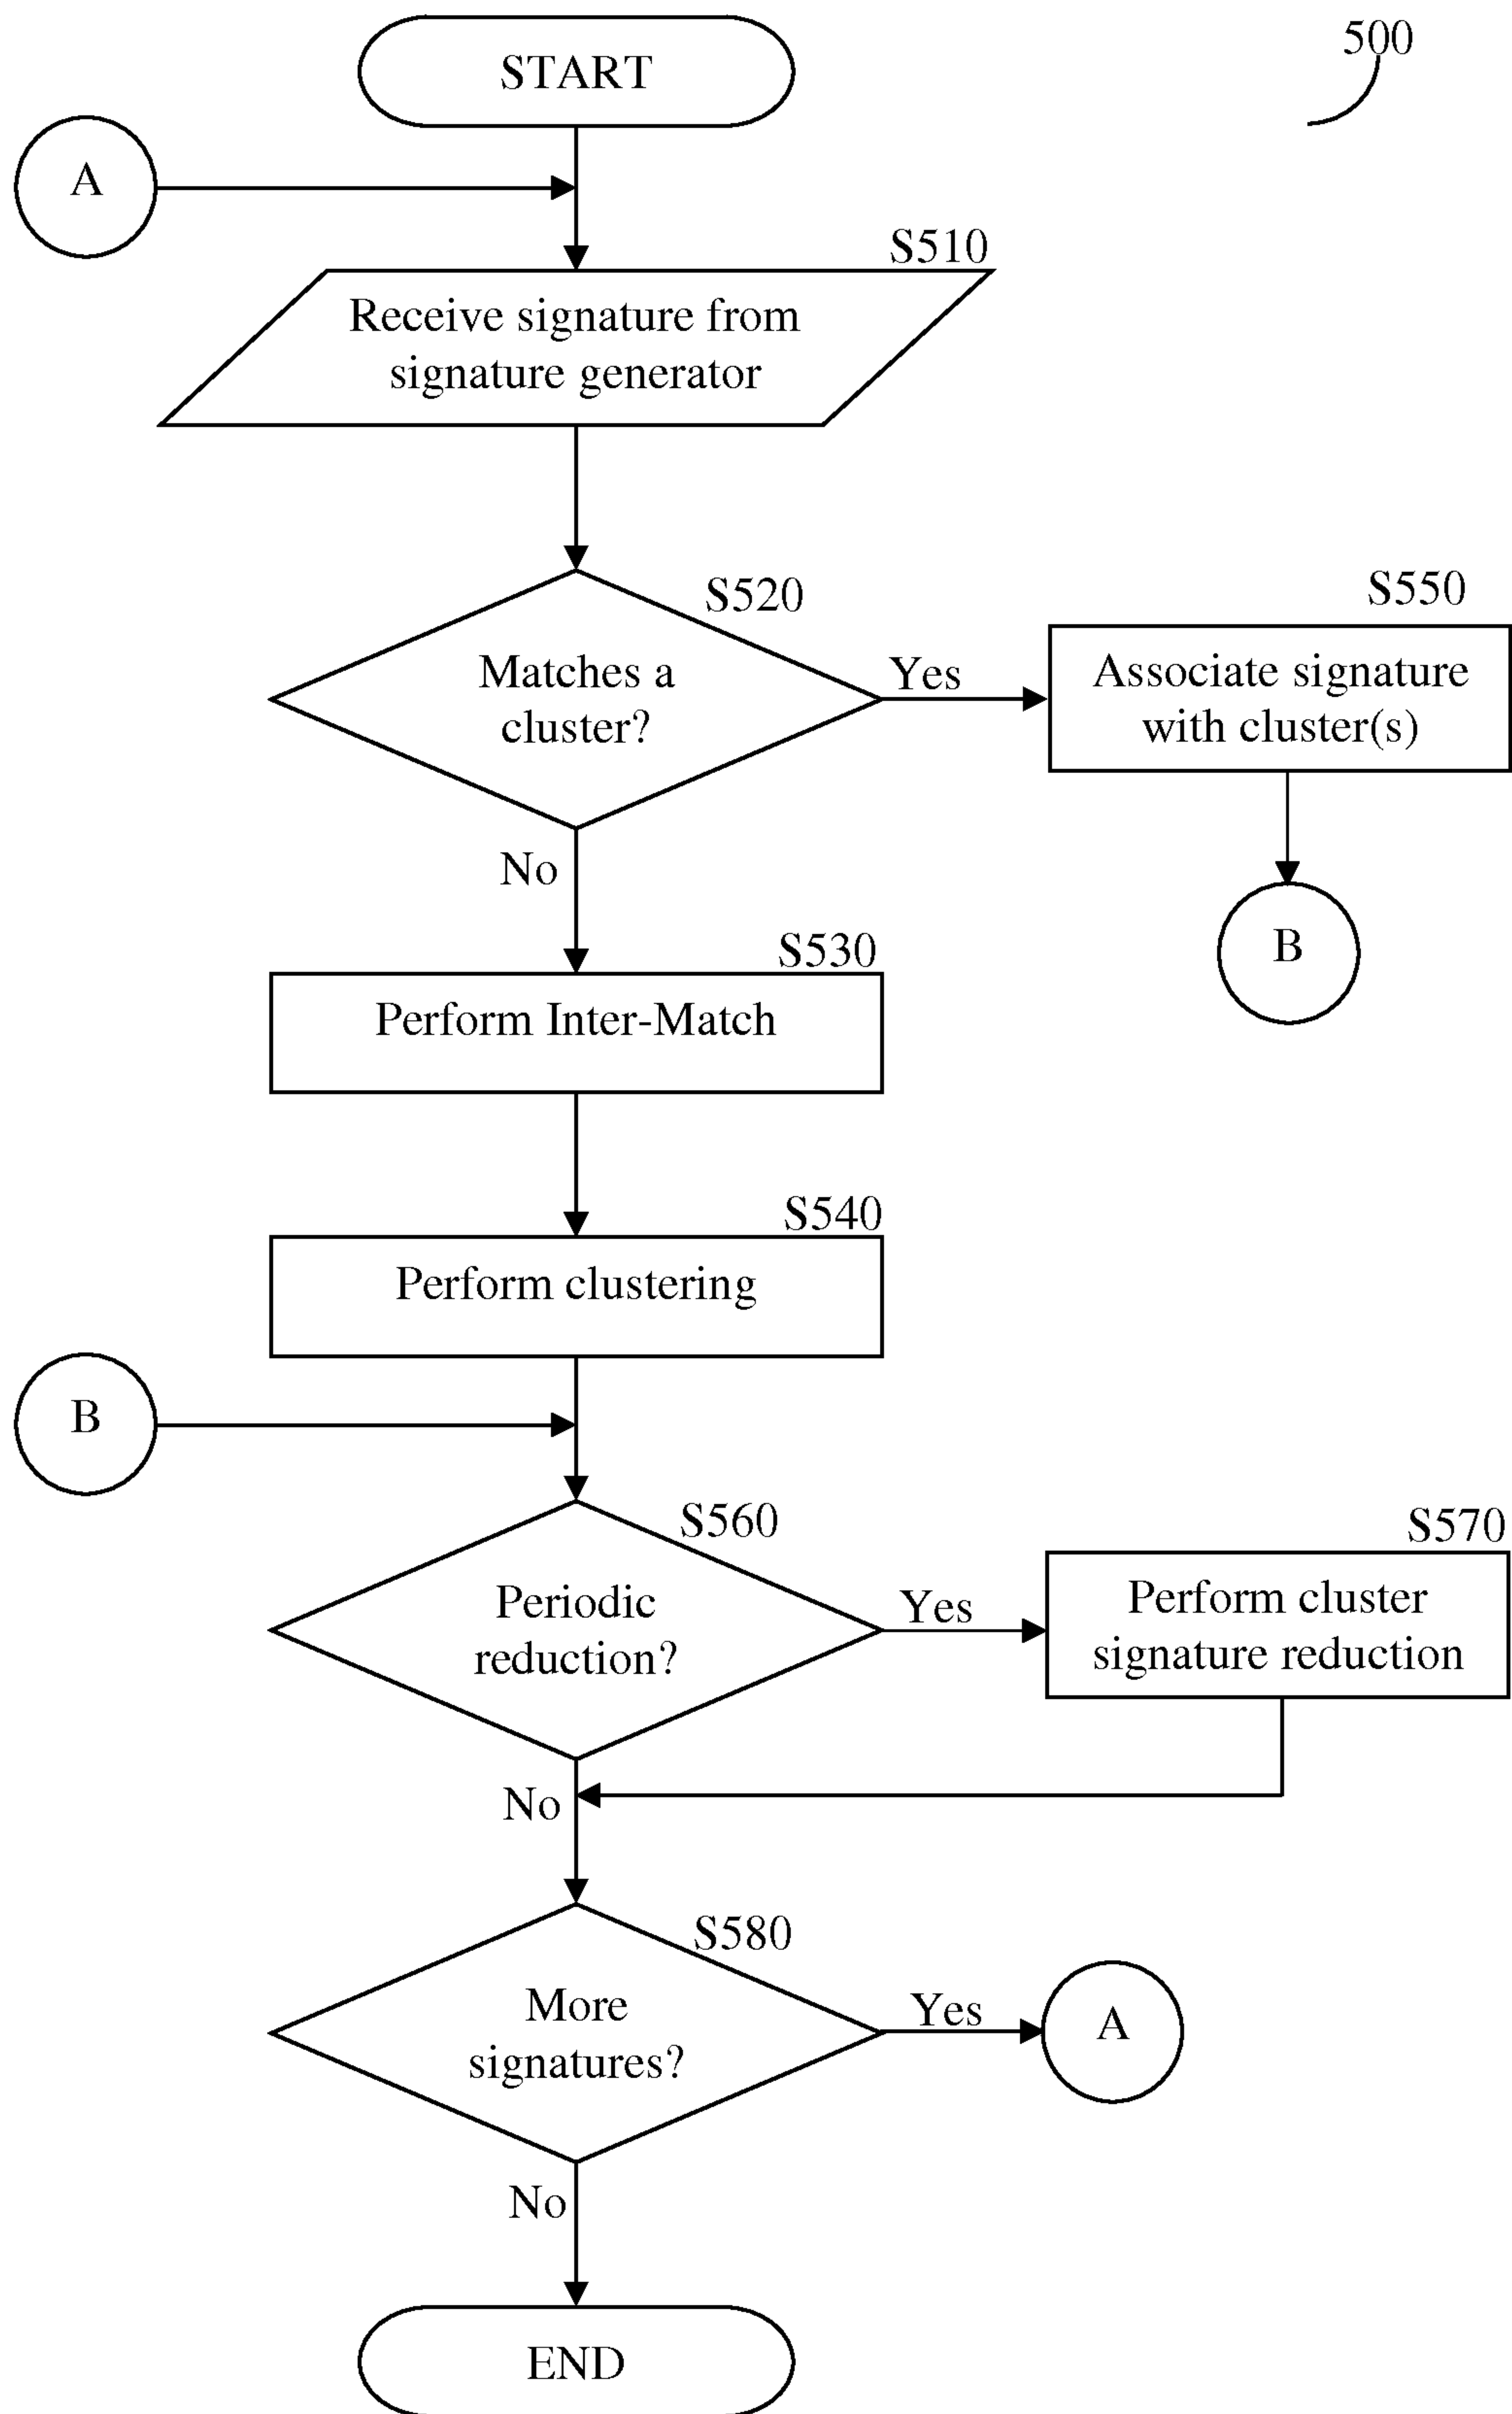 START
500
A
S510
Receive signature from
signature generator
S520
Matches a
cluster?
Yes
S550
Associate signature
with cluster(s)
No
B
S530
Perform Inter-Match
S540
Perform clustering
B
S560
Periodic
reduction?
Yes
S570
Perform cluster
signature reduction
No
S580
More
signatures?
Yes
A
No
END